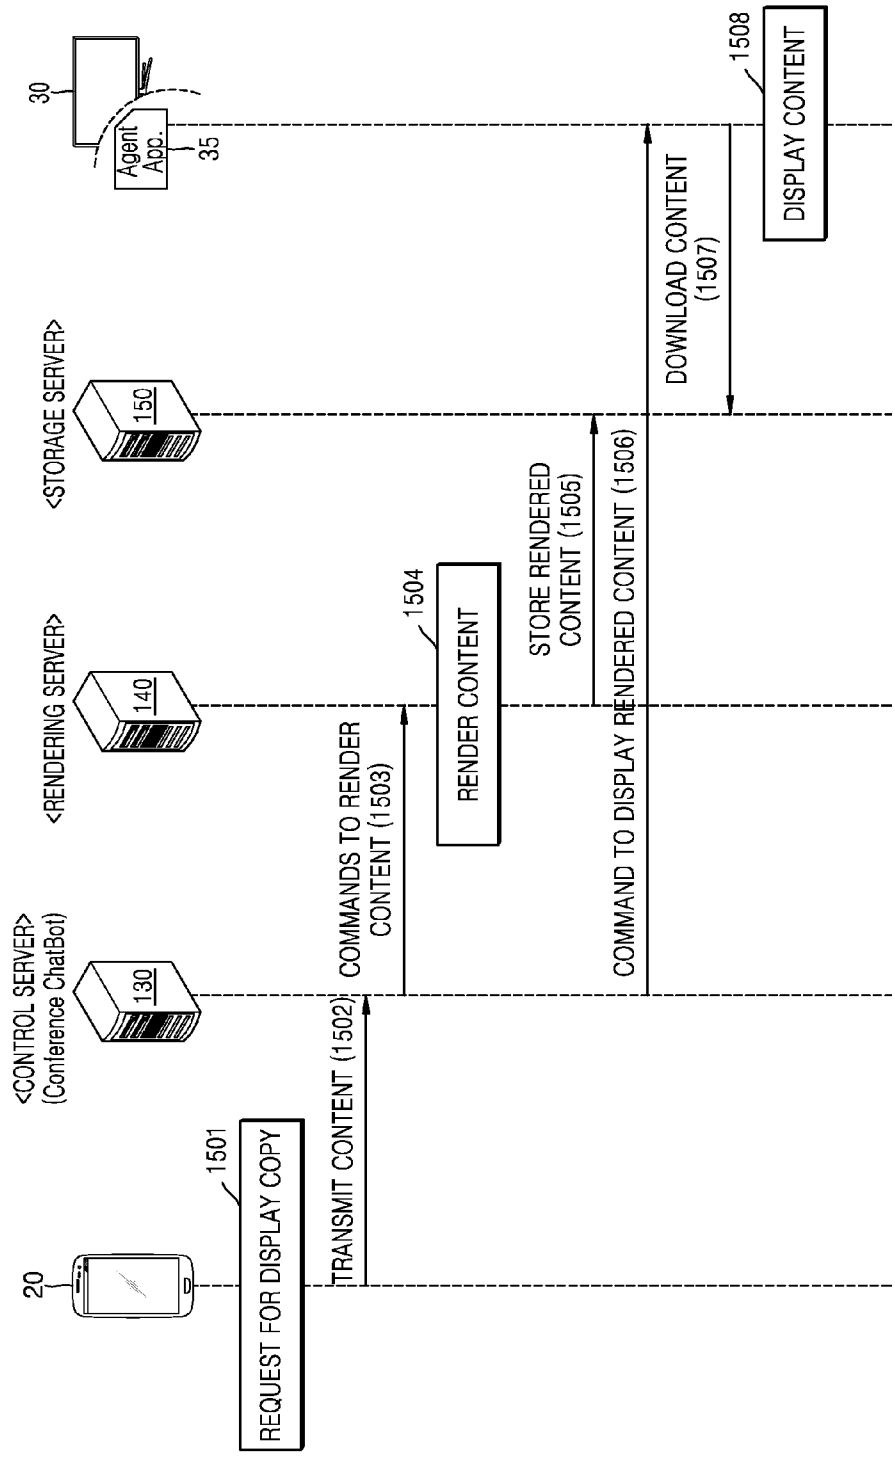 20
<CONTROL SERVER>
(Conference ChatBot)
130
<RENDERING SERVER>
140
<STORAGE SERVER>
150
30
Agent
App.
35
1501
REQUEST FOR DISPLAY COPY
TRANSMIT CONTENT (1502)
COMMANDS TO RENDER
CONTENT (1503)
1504
RENDER CONTENT
STORE RENDERED
CONTENT (1505)
COMMAND TO DISPLAY RENDERED CONTENT (1506)
DOWNLOAD CONTENT
(1507)
1508
DISPLAY CONTENT